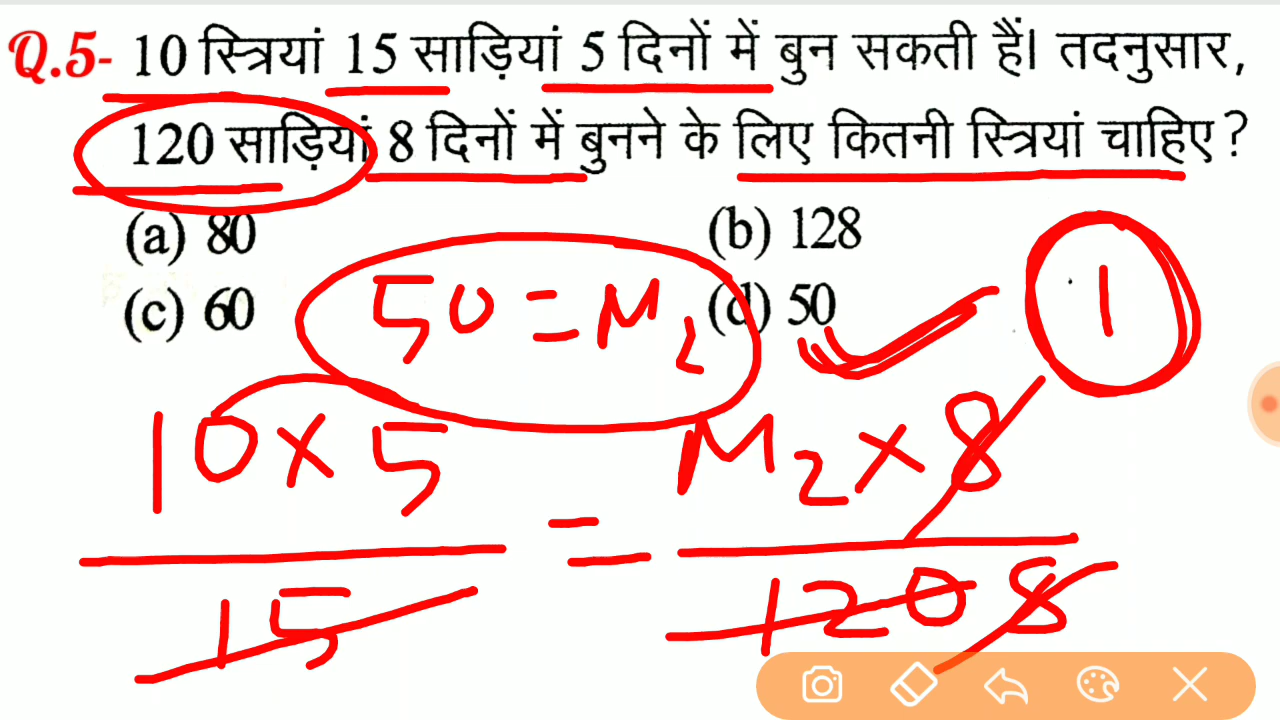 Q.5- 10 स्त्रियां 15 साड़ियां 5 दिनों में बुन सकती हैं। तदनुसार,
120 साड़ियां 8 दिनों में बुनने के लिए कितनी स्त्रियां चाहिए ?
(a) 80 (b) 128
(c) 60 (d) 50
50 = M2 1
10 x 5 = M2 x 8
15 120 8